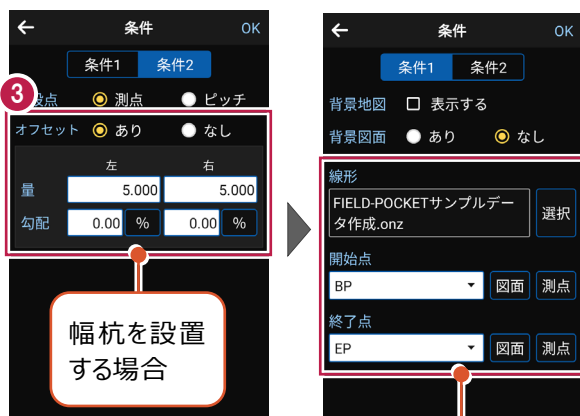 条件
OK
条件1
条件2
3
設点
測点
ピッチ
オフセット
あり
なし
左
右
量
5.000
5.000
勾配
0.00
%
0.00
%
幅杭を設置
する場合
条件
OK
条件1
条件2
背景地図
表示する
背景図面
あり
なし
線形
FIELD-POCKETサンプルデー
タ作成.onz
選択
開始点
BP
図面
測点
終了点
EP
図面
測点